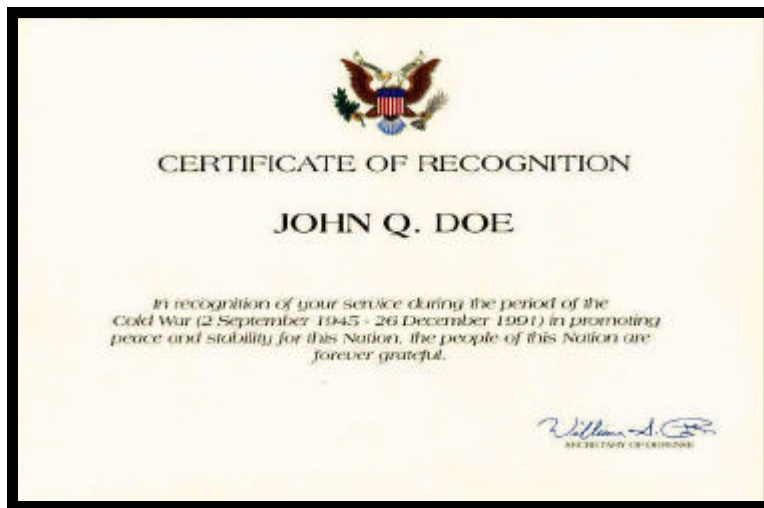 CERTIFICATE OF RECOGNITION
JOHN Q. DOE
In recognition of your service during the period of the
Cold War (2 September 1945 - 26 December 1991) in promoting
peace and stability for this Nation, the people of this Nation are
forever grateful.
William S.
SECRETARY OF DEFENSE